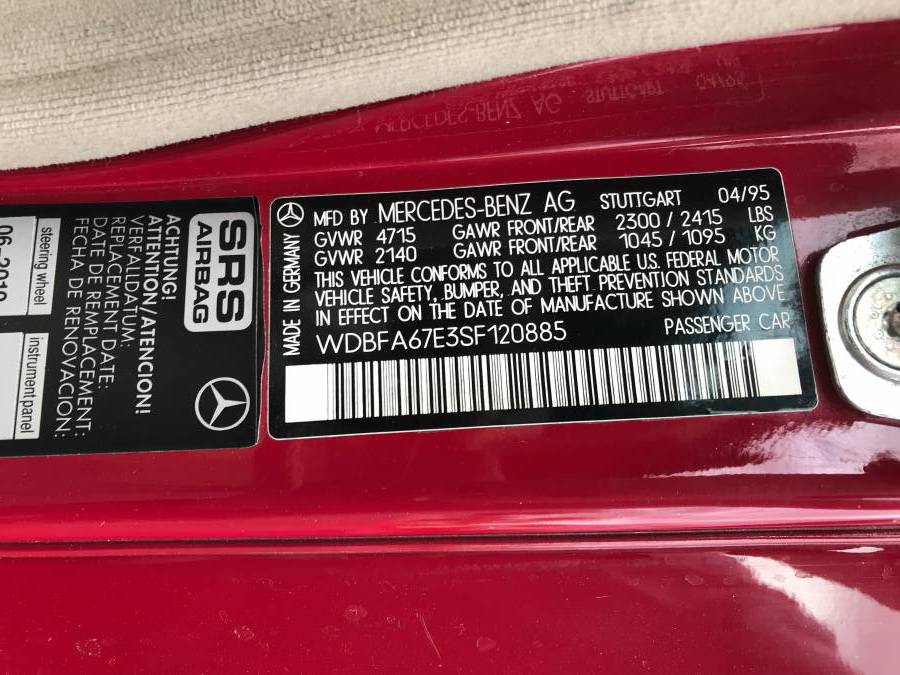 MADE IN GERMANY
MFD BY MERCEDES-BENZ AG STUTTGART 04/95
GVWR 4715 GAWR FRONT/REAR 2300 / 2415 LBS
GVWR 2140 GAWR FRONT/REAR 1045 / 1095 KG
THIS VEHICLE CONFORMS TO ALL APPLICABLE U.S. FEDERAL MOTOR
VEHICLE SAFETY, BUMPER, AND THEFT PREVENTION STANDARDS
IN EFFECT ON THE DATE OF MANUFACTURE SHOWN ABOVE
WDBFA67E3SF120885 PASSENGER CAR
SRS
AIRBAG
ACHTUNG!
ATTENTION/ATENCION!
VERFALLDATUM:
REPLACEMENT DATE:
DATE DE REMPLACEMENT:
FECHA DE RENOVACION:
steering wheel
instrument panel